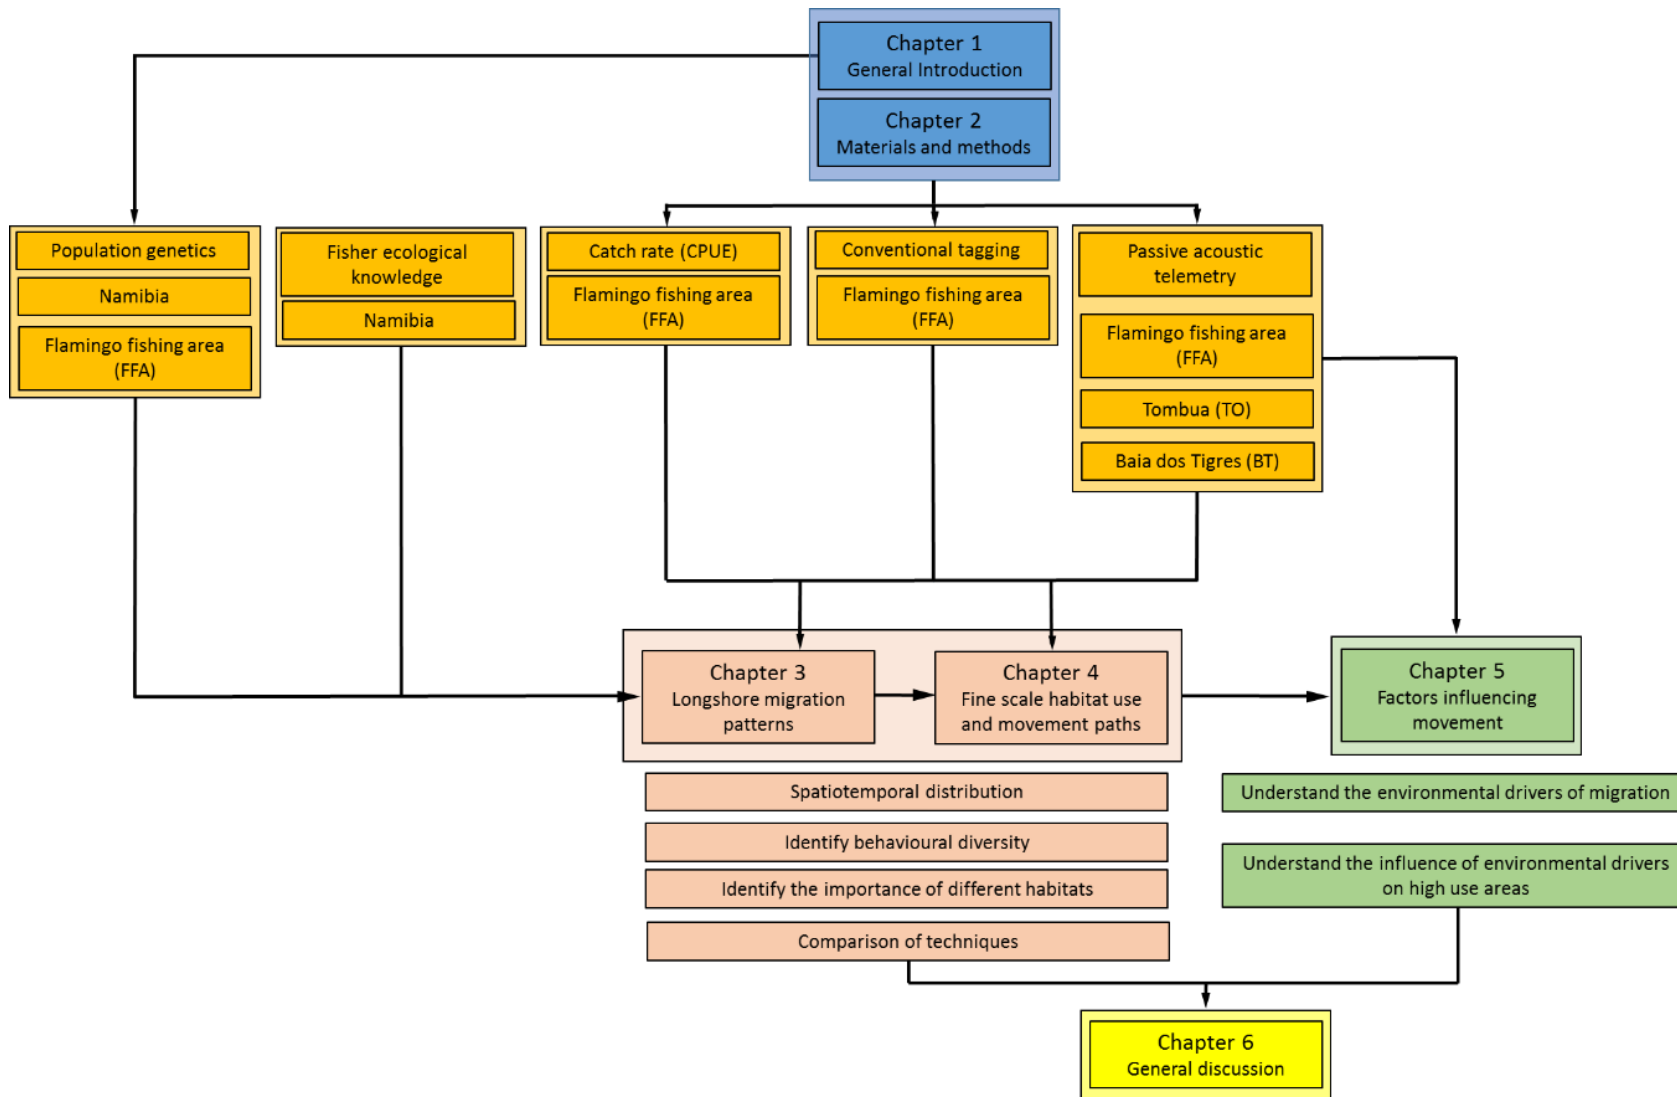 Chapter 1
General Introduction
Chapter 2
Materials and methods
Population genetics
Namibia
Flamingo fishing area
(FFA)
Fisher ecological
knowledge
Namibia
Catch rate (CPUE)
Flamingo fishing area
(FFA)
Conventional tagging
Flamingo fishing area
(FFA)
Passive acoustic
telemetry
Flamingo fishing area
(FFA)
Tombua (TO)
Baia dos Tigres (BT)
Chapter 3
Longshore migration
patterns
Chapter 4
Fine scale habitat use
and movement paths
Chapter 5
Factors influencing
movement
Spatiotemporal distribution
Identify behavioural diversity
Identify the importance of different habitats
Comparison of techniques
Understand the environmental drivers of migration
Understand the influence of environmental drivers
on high use areas
Chapter 6
General discussion